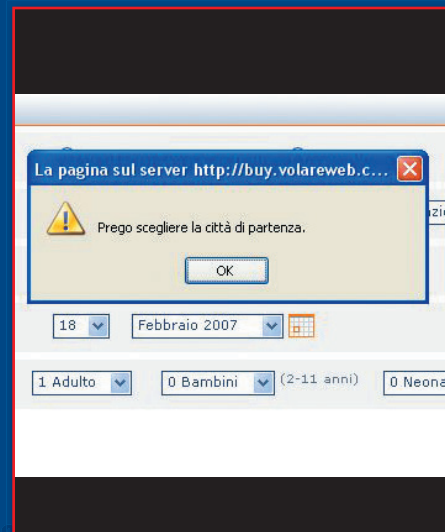 La pagina sul server http://buy.volareweb.c...
Prego scegliere la città di partenza.
OK
18 Febbraio 2007
1 Adulto 0 Bambini (2-11 anni) 0 Neona